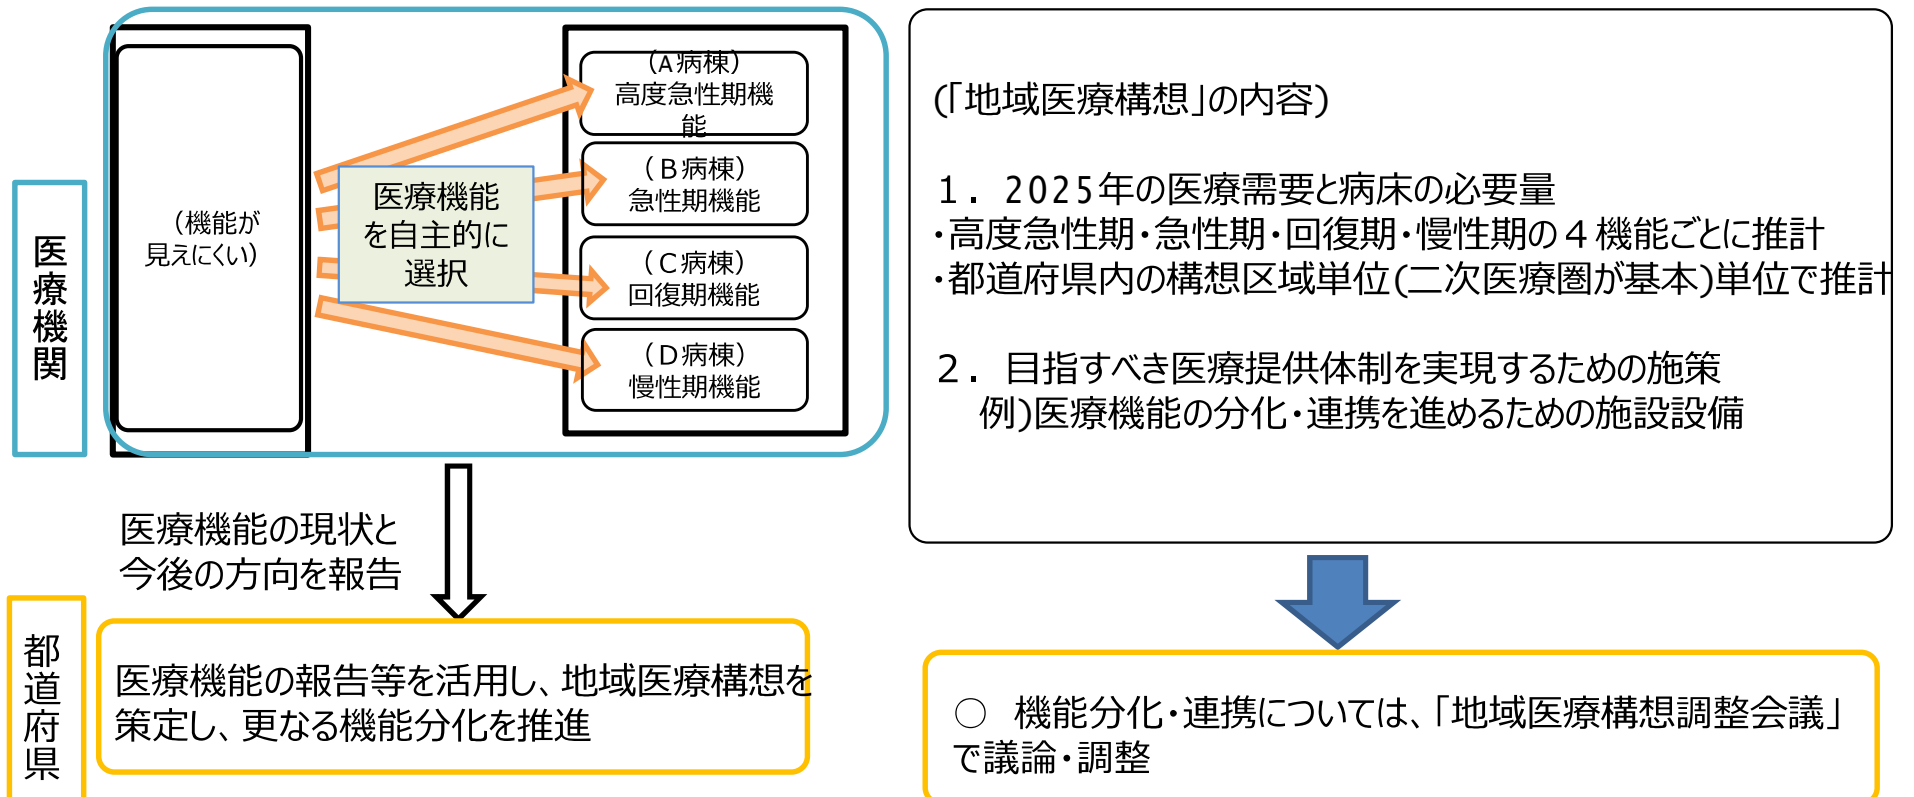 医療機関
（機能が
見えにくい）
医療機能
を自主的に
選択
（A病棟）
高度急性期機
能
（Ｂ病棟）
急性期機能
（Ｃ病棟）
回復期機能
（Ｄ病棟）
慢性期機能
医療機能の現状と
今後の方向を報告
都道府県
医療機能の報告等を活用し、地域医療構想を
策定し、更なる機能分化を推進
(「地域医療構想」の内容)
１．2025年の医療需要と病床の必要量
・高度急性期・急性期・回復期・慢性期の４機能ごとに推計
・都道府県内の構想区域単位(二次医療圏が基本)単位で推計
２．目指すべき医療提供体制を実現するための施策
例)医療機能の分化・連携を進めるための施設設備
○　機能分化・連携については、「地域医療構想調整会議」
で議論・調整